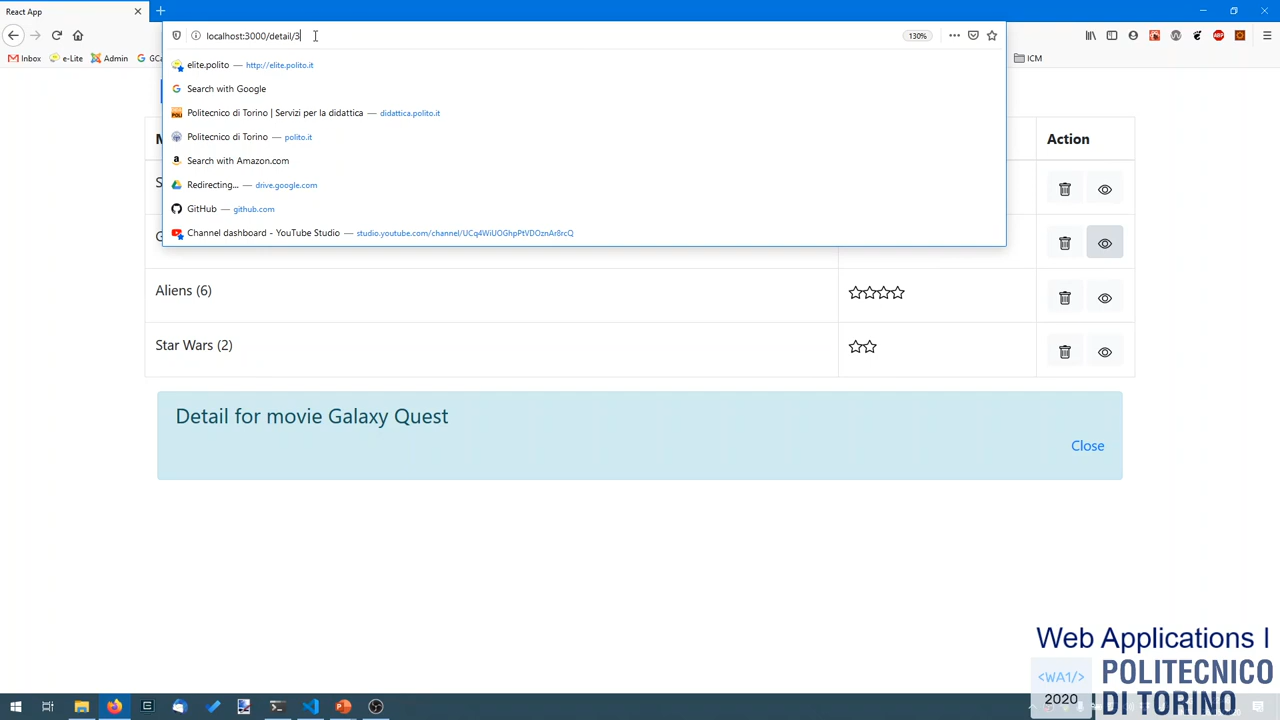 React App
localhost:3000/detail/3
130%
Inbox
e-Lite
Admin
GCa
ICM
elite.polito — http://elite.polito.it
Search with Google
Politecnico di Torino | Servizi per la didattica — didattica.polito.it
Politecnico di Torino — polito.it
Search with Amazon.com
Redirecting... — drive.google.com
GitHub — github.com
Channel dashboard - YouTube Studio — studio.youtube.com/channel/UCq4WiUOGhpPtVDOznAr8rcQ
M
Action
S
G
Aliens (6)
Star Wars (2)
Detail for movie Galaxy Quest
Close
Web Applications I
<WA1/>
2020
POLITECNICO
DI TORINO